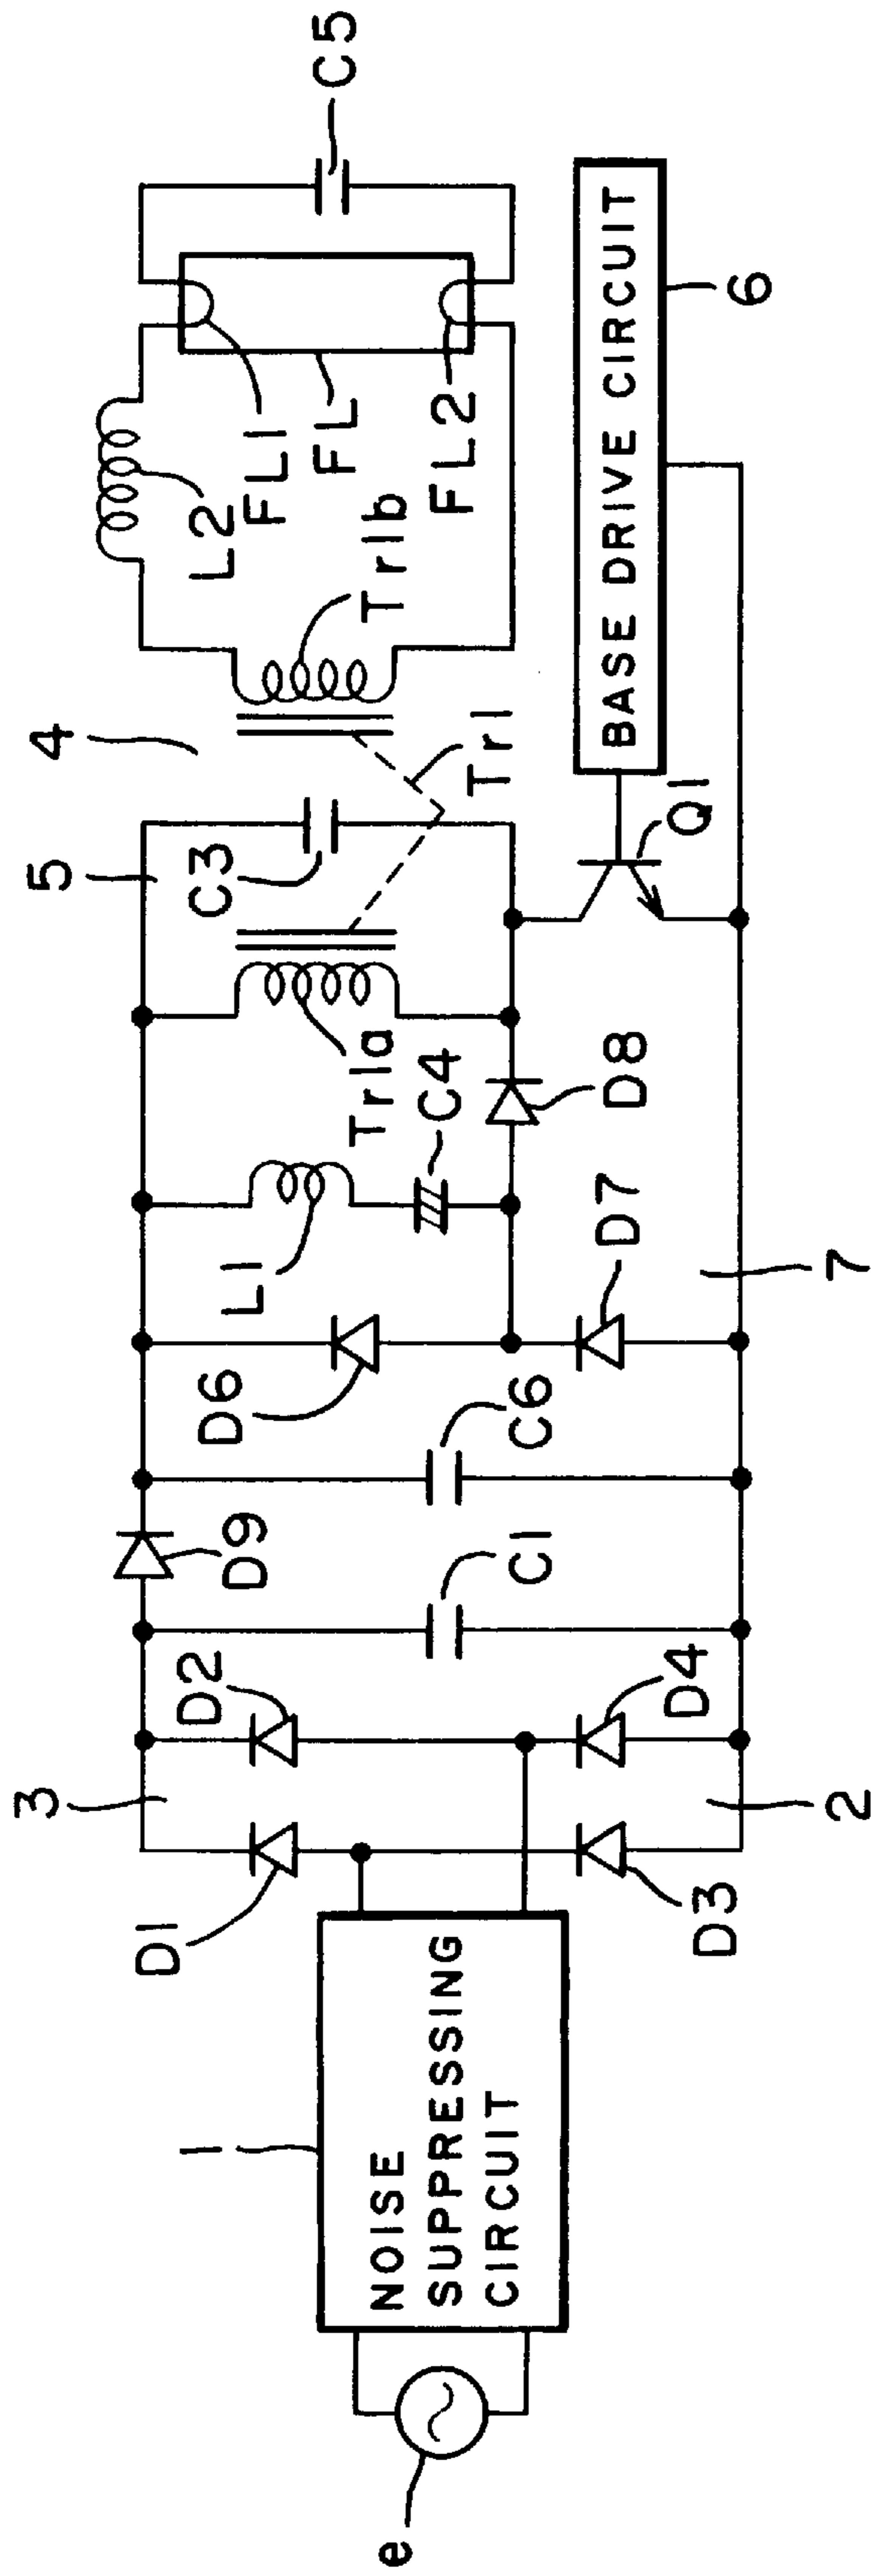 e
1
NOISE
SUPPRESSING
CIRCUIT
3
D1
D2
D3
D4
2
D9
C1
C6
D6
D7
7
L1
C4
D8
Tr1a
5
C3
4
Tr1
Q1
Tr1b
L2
FL1
FL
FL2
C5
BASE DRIVE CIRCUIT
6